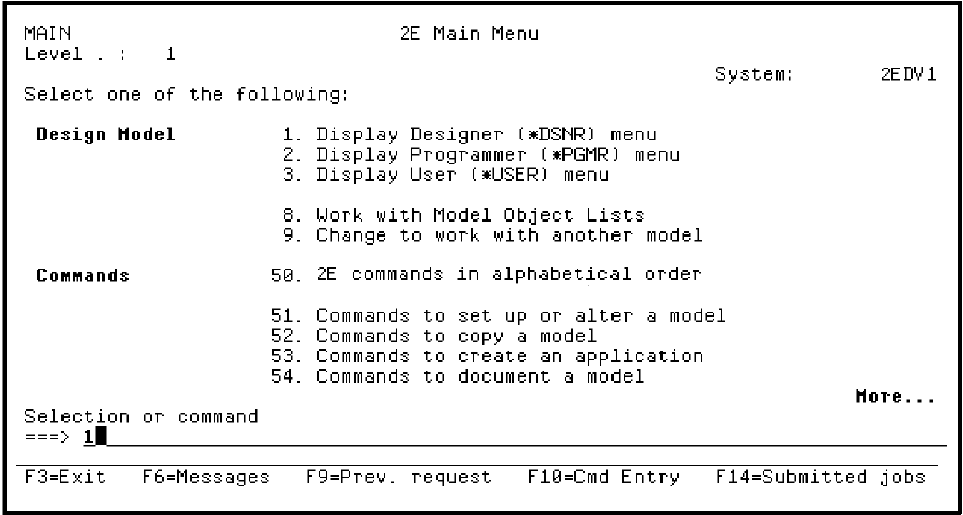 MAIN 2E Main Menu
Level . : 1
System: 2EDV1
Select one of the following:
Design Model 1. Display Designer (*DSNR) menu
2. Display Programmer (*PGMR) menu
3. Display User (*USER) menu
8. Work with Model Object Lists
9. Change to work with another model
Commands 50. 2E commands in alphabetical order
51. Commands to set up or alter a model
52. Commands to copy a model
53. Commands to create an application
54. Commands to document a model
More...
Selection or command
===> 1
F3=Exit F6=Messages F9=Prev. request F10=Cmd Entry F14=Submitted jobs